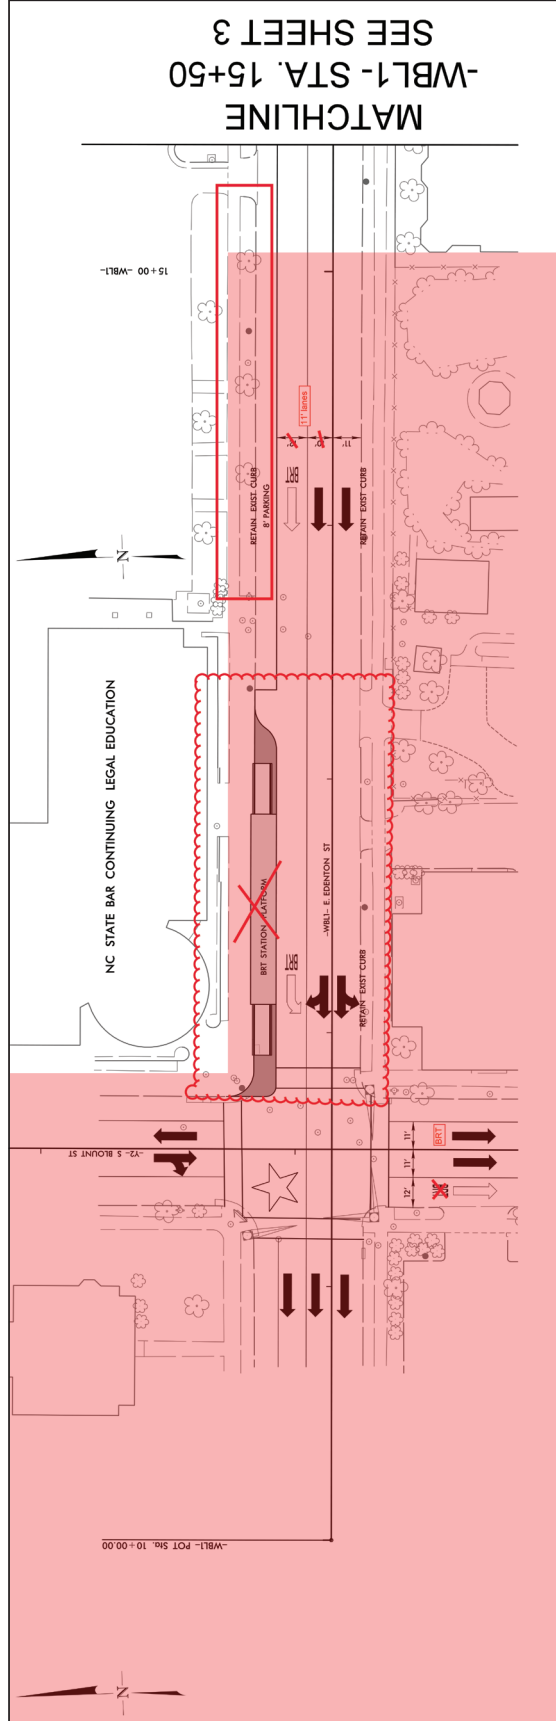 MATCHLINE
-WBL1- STA. 15+50
SEE SHEET 3
15+00 -WBL1-
11' lanes
12'
11'
BRT
RETAIN EXIST CURB
8' PARKING
RETAIN EXIST CURB
N
NC STATE BAR CONTINUING LEGAL EDUCATION
BRT STATION PLATFORM
-WBL1- E. EDENTON ST
BRT
RETAIN EXIST CURB
-Y2- S BLOUNT ST
11'
BRT
11'
12'
BRT
-WBL1- POT Sta. 10+00.00
N